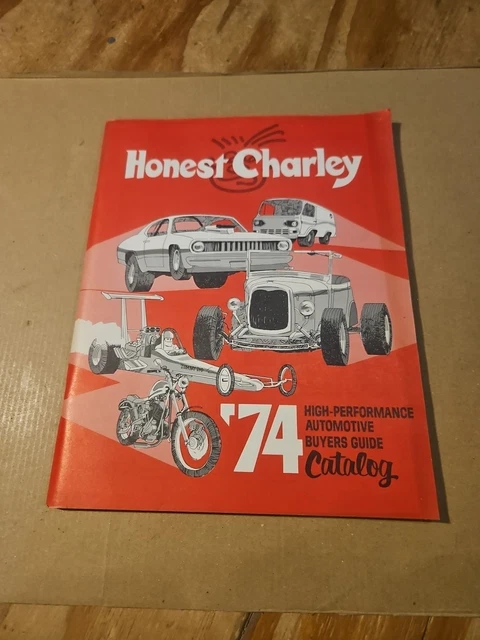 Honest Charley
'74
HIGH-PERFORMANCE
AUTOMOTIVE
BUYERS GUIDE
Catalog